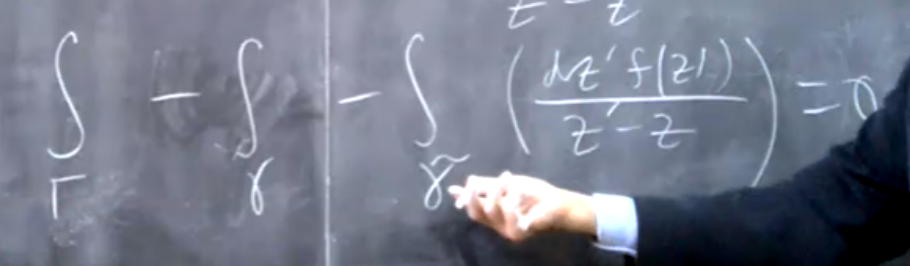 z' - z
∫_Γ - ∫_γ - ∫_γ̃ (dz' f(z') / z' - z) = 0